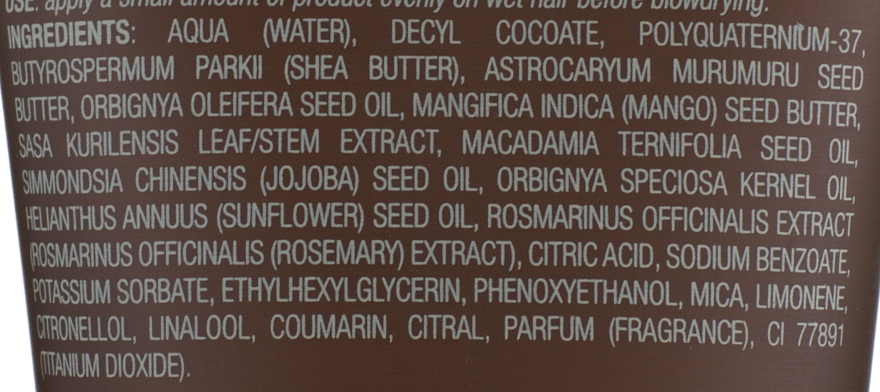 USE: apply a small amount of product evenly on wet hair before blowdrying.
INGREDIENTS: AQUA (WATER), DECYL COCOATE, POLYQUATERNIUM-37,
BUTYROSPERMUM PARKII (SHEA BUTTER), ASTROCARYUM MURUMURU SEED
BUTTER, ORBIGNYA OLEIFERA SEED OIL, MANGIFICA INDICA (MANGO) SEED BUTTER,
SASA KURILENSIS LEAF/STEM EXTRACT, MACADAMIA TERNIFOLIA SEED OIL,
SIMMONDSIA CHINENSIS (JOJOBA) SEED OIL, ORBIGNYA SPECIOSA KERNEL OIL,
HELIANTHUS ANNUUS (SUNFLOWER) SEED OIL, ROSMARINUS OFFICINALIS EXTRACT
(ROSMARINUS OFFICINALIS (ROSEMARY) EXTRACT), CITRIC ACID, SODIUM BENZOATE,
POTASSIUM SORBATE, ETHYLHEXYLGLYCERIN, PHENOXYETHANOL, MICA, LIMONENE,
CITRONELLOL, LINALOOL, COUMARIN, CITRAL, PARFUM (FRAGRANCE), CI 77891
(TITANIUM DIOXIDE).